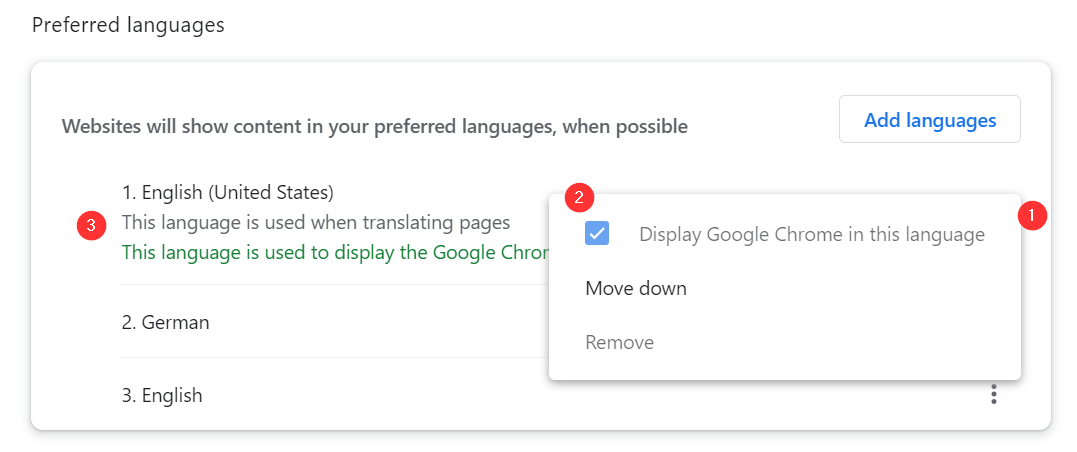 Preferred languages
Websites will show content in your preferred languages, when possible
Add languages
1. English (United States)
3
This language is used when translating pages
This language is used to display the Google
2
1
Display Google Chrome in this language
Move down
Remove
2. German
3. English